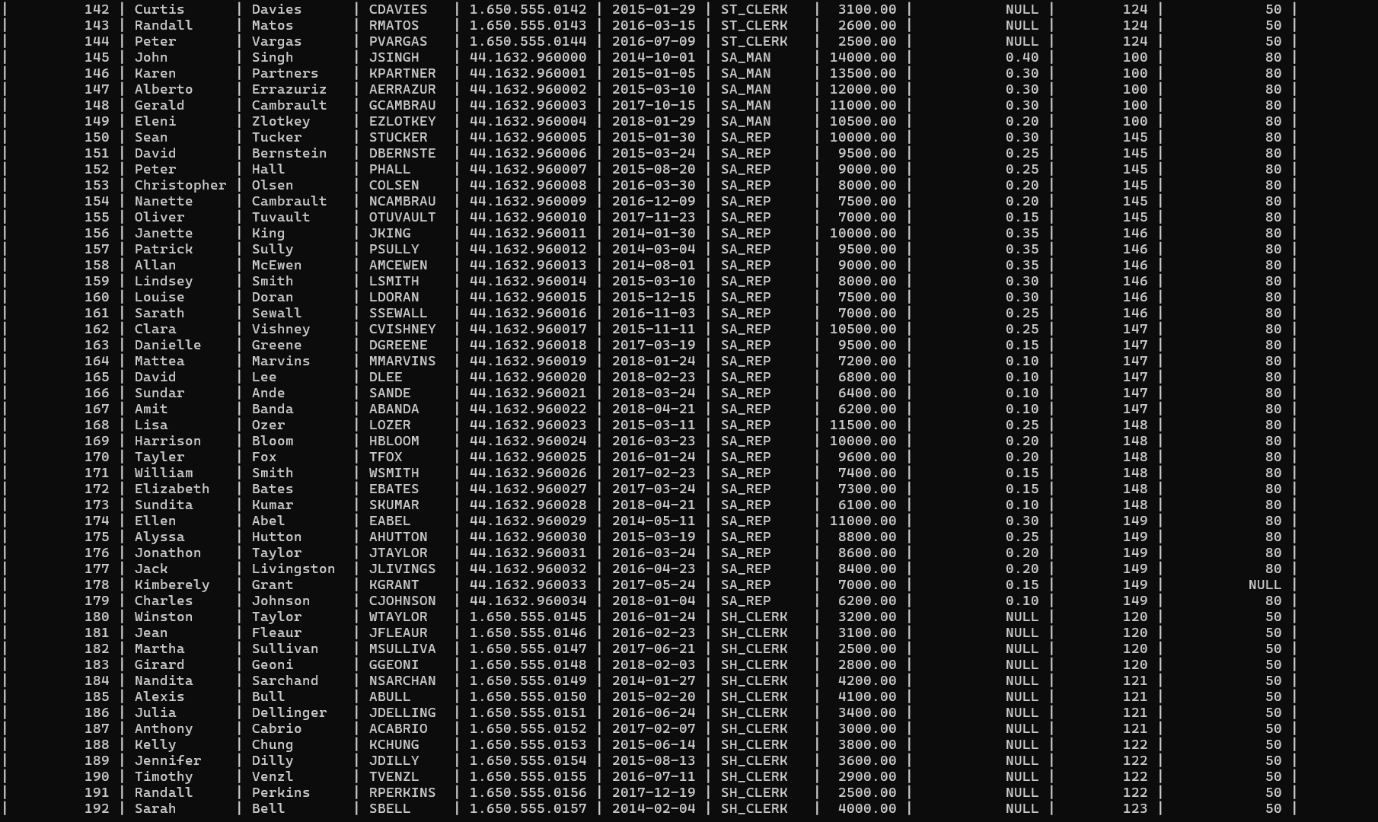 | 142 | Curtis | Davies | CDAVIES | 1.650.555.0142 | 2015-01-29 | ST_CLERK | 3100.00 | NULL | 124 | 50 |
| 143 | Randall | Matos | RMATOS | 1.650.555.0143 | 2016-03-15 | ST_CLERK | 2600.00 | NULL | 124 | 50 |
| 144 | Peter | Vargas | PVARGAS | 1.650.555.0144 | 2016-07-09 | ST_CLERK | 2500.00 | NULL | 124 | 50 |
| 145 | John | Singh | JSINGH | 44.1632.960000 | 2014-10-01 | SA_MAN | 14000.00 | 0.40 | 100 | 80 |
| 146 | Karen | Partners | KPARTNER | 44.1632.960001 | 2015-01-05 | SA_MAN | 13500.00 | 0.30 | 100 | 80 |
| 147 | Alberto | Errazuriz | AERRAZUR | 44.1632.960002 | 2015-03-10 | SA_MAN | 12000.00 | 0.30 | 100 | 80 |
| 148 | Gerald | Cambrault | GCAMBRAU | 44.1632.960003 | 2017-10-15 | SA_MAN | 11000.00 | 0.30 | 100 | 80 |
| 149 | Eleni | Zlotkey | EZLOTKEY | 44.1632.960004 | 2018-01-29 | SA_MAN | 10500.00 | 0.20 | 100 | 80 |
| 150 | Sean | Tucker | STUCKER | 44.1632.960005 | 2015-01-30 | SA_REP | 10000.00 | 0.30 | 145 | 80 |
| 151 | David | Bernstein | DBERNSTE | 44.1632.960006 | 2015-03-24 | SA_REP | 9500.00 | 0.25 | 145 | 80 |
| 152 | Peter | Hall | PHALL | 44.1632.960007 | 2015-08-20 | SA_REP | 9000.00 | 0.25 | 145 | 80 |
| 153 | Christopher | Olsen | COLSEN | 44.1632.960008 | 2016-03-30 | SA_REP | 8000.00 | 0.20 | 145 | 80 |
| 154 | Nanette | Cambrault | NCAMBRAU | 44.1632.960009 | 2016-12-09 | SA_REP | 7500.00 | 0.20 | 145 | 80 |
| 155 | Oliver | Tuvault | OTUVAULT | 44.1632.960010 | 2017-11-23 | SA_REP | 7000.00 | 0.15 | 145 | 80 |
| 156 | Janette | King | JKING | 44.1632.960011 | 2014-01-30 | SA_REP | 10000.00 | 0.35 | 146 | 80 |
| 157 | Patrick | Sully | PSULLY | 44.1632.960012 | 2014-03-04 | SA_REP | 9500.00 | 0.35 | 146 | 80 |
| 158 | Allan | McEwen | AMCEWEN | 44.1632.960013 | 2014-08-01 | SA_REP | 9000.00 | 0.35 | 146 | 80 |
| 159 | Lindsey | Smith | LSMITH | 44.1632.960014 | 2015-03-10 | SA_REP | 8000.00 | 0.30 | 146 | 80 |
| 160 | Louise | Doran | LDORAN | 44.1632.960015 | 2015-12-15 | SA_REP | 7500.00 | 0.30 | 146 | 80 |
| 161 | Sarath | Sewall | SSEWALL | 44.1632.960016 | 2016-11-03 | SA_REP | 7000.00 | 0.25 | 146 | 80 |
| 162 | Clara | Vishney | CVISHNEY | 44.1632.960017 | 2015-11-11 | SA_REP | 10500.00 | 0.25 | 147 | 80 |
| 163 | Danielle | Greene | DGREENE | 44.1632.960018 | 2017-03-19 | SA_REP | 9500.00 | 0.15 | 147 | 80 |
| 164 | Mattea | Marvins | MMARVINS | 44.1632.960019 | 2018-01-24 | SA_REP | 7200.00 | 0.10 | 147 | 80 |
| 165 | David | Lee | DLEE | 44.1632.960020 | 2018-02-23 | SA_REP | 6800.00 | 0.10 | 147 | 80 |
| 166 | Sundar | Ande | SANDE | 44.1632.960021 | 2018-03-24 | SA_REP | 6400.00 | 0.10 | 147 | 80 |
| 167 | Amit | Banda | ABANDA | 44.1632.960022 | 2018-04-21 | SA_REP | 6200.00 | 0.10 | 147 | 80 |
| 168 | Lisa | Ozer | LOZER | 44.1632.960023 | 2015-03-11 | SA_REP | 11500.00 | 0.25 | 148 | 80 |
| 169 | Harrison | Bloom | HBLOOM | 44.1632.960024 | 2016-03-23 | SA_REP | 10000.00 | 0.20 | 148 | 80 |
| 170 | Tayler | Fox | TFOX | 44.1632.960025 | 2016-01-24 | SA_REP | 9600.00 | 0.20 | 148 | 80 |
| 171 | William | Smith | WSMITH | 44.1632.960026 | 2017-02-23 | SA_REP | 7400.00 | 0.15 | 148 | 80 |
| 172 | Elizabeth | Bates | EBATES | 44.1632.960027 | 2017-03-24 | SA_REP | 7300.00 | 0.15 | 148 | 80 |
| 173 | Sundita | Kumar | SKUMAR | 44.1632.960028 | 2018-04-21 | SA_REP | 6100.00 | 0.10 | 148 | 80 |
| 174 | Ellen | Abel | EABEL | 44.1632.960029 | 2014-05-11 | SA_REP | 11000.00 | 0.30 | 149 | 80 |
| 175 | Alyssa | Hutton | AHUTTON | 44.1632.960030 | 2015-03-19 | SA_REP | 8800.00 | 0.25 | 149 | 80 |
| 176 | Jonathon | Taylor | JTAYLOR | 44.1632.960031 | 2016-03-24 | SA_REP | 8600.00 | 0.20 | 149 | 80 |
| 177 | Jack | Livingston | JLIVINGS | 44.1632.960032 | 2016-04-23 | SA_REP | 8400.00 | 0.20 | 149 | 80 |
| 178 | Kimberely | Grant | KGRANT | 44.1632.960033 | 2017-05-24 | SA_REP | 7000.00 | 0.15 | 149 | NULL |
| 179 | Charles | Johnson | CJOHNSON | 44.1632.960034 | 2018-01-04 | SA_REP | 6200.00 | 0.10 | 149 | 80 |
| 180 | Winston | Taylor | WTAYLOR | 1.650.555.0145 | 2016-01-24 | SH_CLERK | 3200.00 | NULL | 120 | 50 |
| 181 | Jean | Fleaur | JFLEAUR | 1.650.555.0146 | 2016-02-23 | SH_CLERK | 3100.00 | NULL | 120 | 50 |
| 182 | Martha | Sullivan | MSULLIVA | 1.650.555.0147 | 2017-06-21 | SH_CLERK | 2500.00 | NULL | 120 | 50 |
| 183 | Girard | Geoni | GGEONI | 1.650.555.0148 | 2018-02-03 | SH_CLERK | 2800.00 | NULL | 120 | 50 |
| 184 | Nandita | Sarchand | NSARCHAN | 1.650.555.0149 | 2014-01-27 | SH_CLERK | 4200.00 | NULL | 121 | 50 |
| 185 | Alexis | Bull | ABULL | 1.650.555.0150 | 2015-02-20 | SH_CLERK | 4100.00 | NULL | 121 | 50 |
| 186 | Julia | Dellinger | JDELLING | 1.650.555.0151 | 2016-06-24 | SH_CLERK | 3400.00 | NULL | 121 | 50 |
| 187 | Anthony | Cabrio | ACABRIO | 1.650.555.0152 | 2017-02-07 | SH_CLERK | 3000.00 | NULL | 121 | 50 |
| 188 | Kelly | Chung | KCHUNG | 1.650.555.0153 | 2015-06-14 | SH_CLERK | 3800.00 | NULL | 122 | 50 |
| 189 | Jennifer | Dilly | JDILLY | 1.650.555.0154 | 2015-08-13 | SH_CLERK | 3600.00 | NULL | 122 | 50 |
| 190 | Timothy | Venzl | TVENZL | 1.650.555.0155 | 2016-07-11 | SH_CLERK | 2900.00 | NULL | 122 | 50 |
| 191 | Randall | Perkins | RPERKINS | 1.650.555.0156 | 2017-12-19 | SH_CLERK | 2500.00 | NULL | 122 | 50 |
| 192 | Sarah | Bell | SBELL | 1.650.555.0157 | 2014-02-04 | SH_CLERK | 4000.00 | NULL | 123 | 50 |